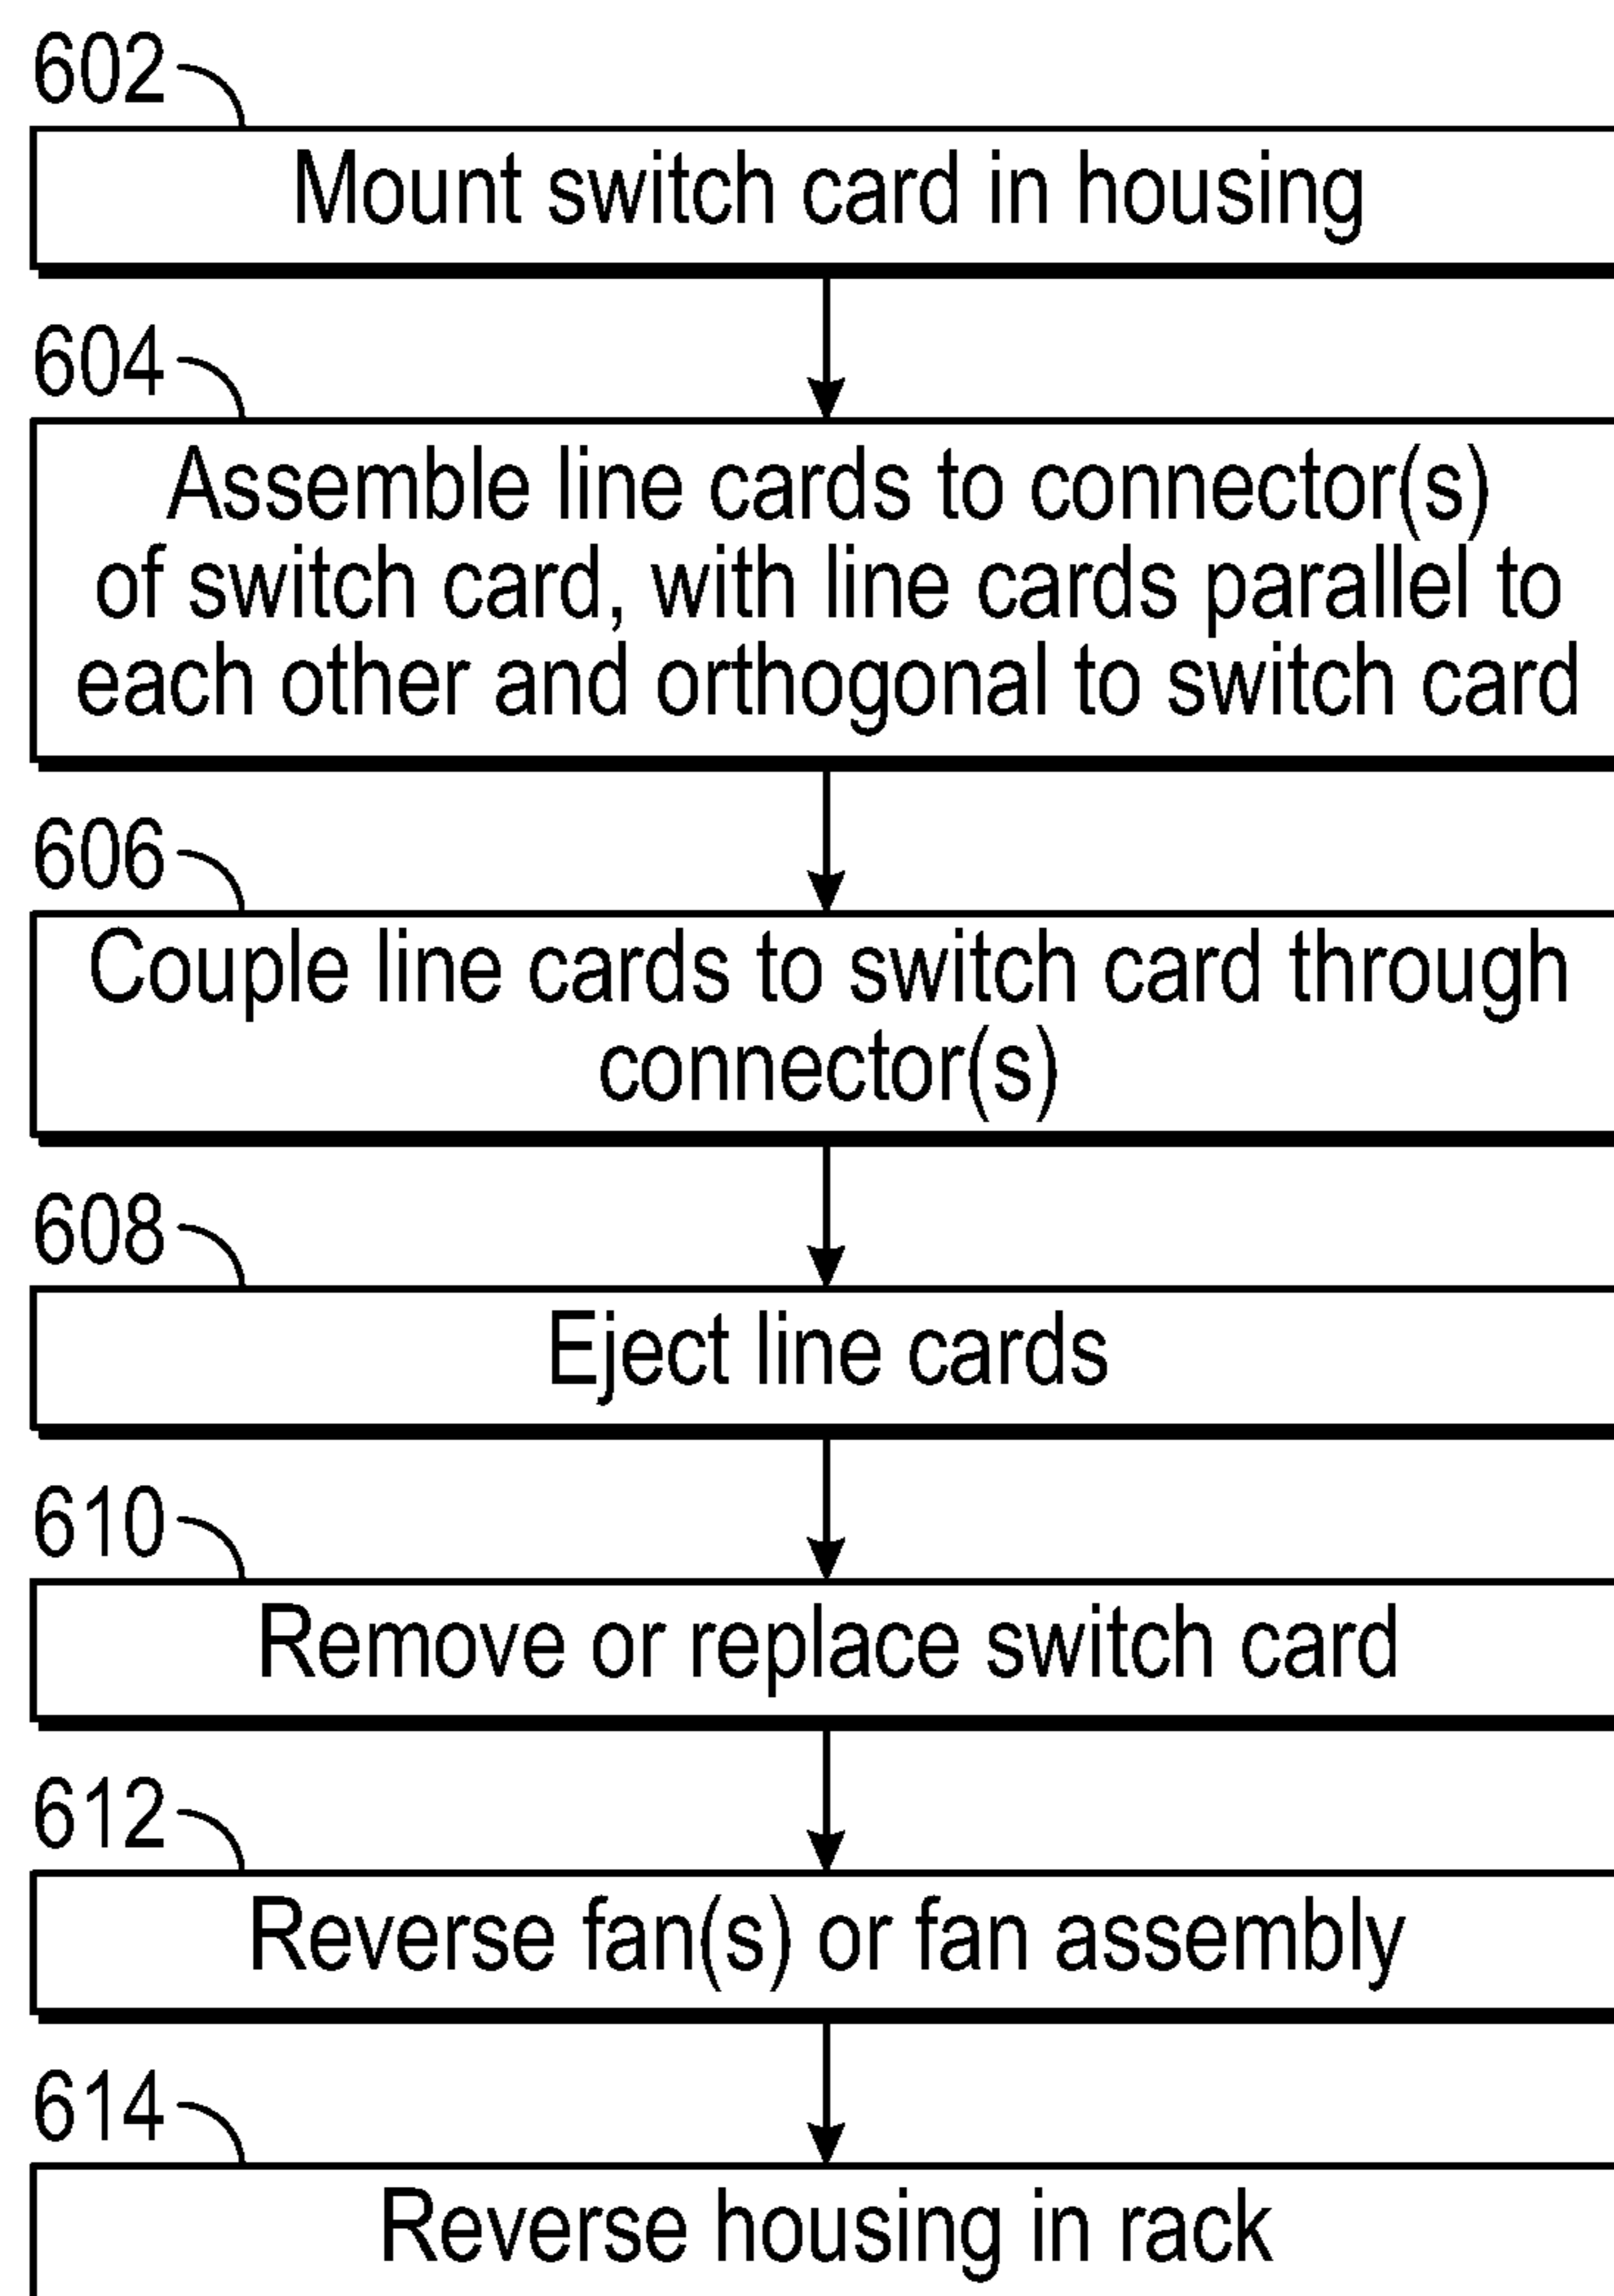 602
Mount switch card in housing
604
Assemble line cards to connector(s)
of switch card, with line cards parallel to
each other and orthogonal to switch card
606
Couple line cards to switch card through
connector(s)
608
Eject line cards
610
Remove or replace switch card
612
Reverse fan(s) or fan assembly
614
Reverse housing in rack